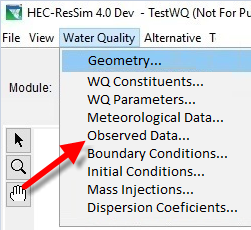 HEC-ResSim 4.0 Dev - TestWQ (Not For Pu
File View Water Quality Alternative T
Geometry...
Module:
WQ Constituents...
WQ Parameters...
Meteorological Data...
Observed Data...
Boundary Conditions...
Initial Conditions...
Mass Injections...
Dispersion Coeficients...